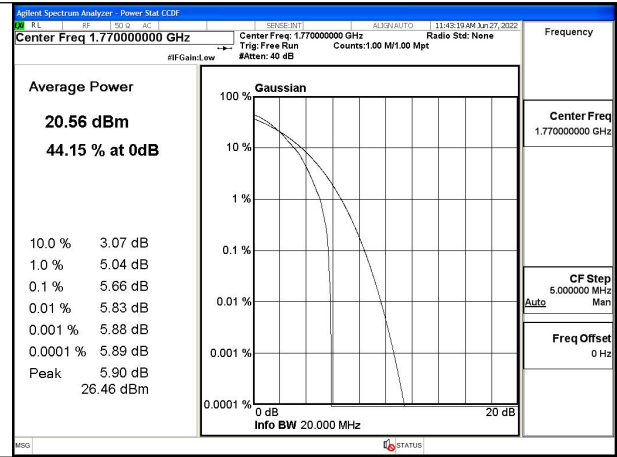 Agilent Spectrum Analyzer - Power Stat CCDF
RL RF 50 Ω AC SENSE:INT ALIGN AUTO 11:43:19 AM Jun 27, 2022
Center Freq 1.770000000 GHz
Center Freq: 1.770000000 GHz Radio Std: None
Trig: Free Run Counts:1.00 M/1.00 Mpt
#IFGain:Low #Atten: 40 dB
Frequency
Average Power
20.56 dBm
44.15 % at 0dB
10.0 % 3.07 dB
1.0 % 5.04 dB
0.1 % 5.66 dB
0.01 % 5.83 dB
0.001 % 5.88 dB
0.0001 % 5.89 dB
Peak 5.90 dB
26.46 dBm
Gaussian
100 %
10 %
1 %
0.1 %
0.01 %
0.001 %
0.0001 %
0 dB 20 dB
Info BW 20.000 MHz
Center Freq
1.770000000 GHz
CF Step
5.000000 MHz
Auto Man
Freq Offset
0 Hz
MSG STATUS